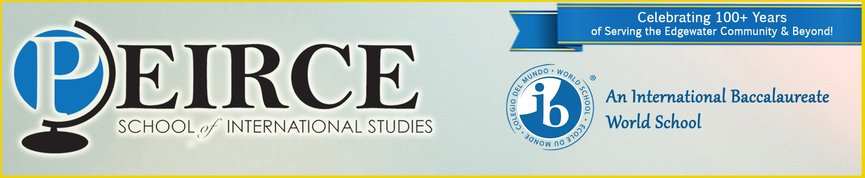 PEIRCE
SCHOOL of INTERNATIONAL STUDIES
Celebrating 100+ Years
of Serving the Edgewater Community & Beyond!
COLEGIO DEL MUNDO • WORLD SCHOOL • ECOLE DU MONDE •
ib
®
An International Baccalaureate
World School